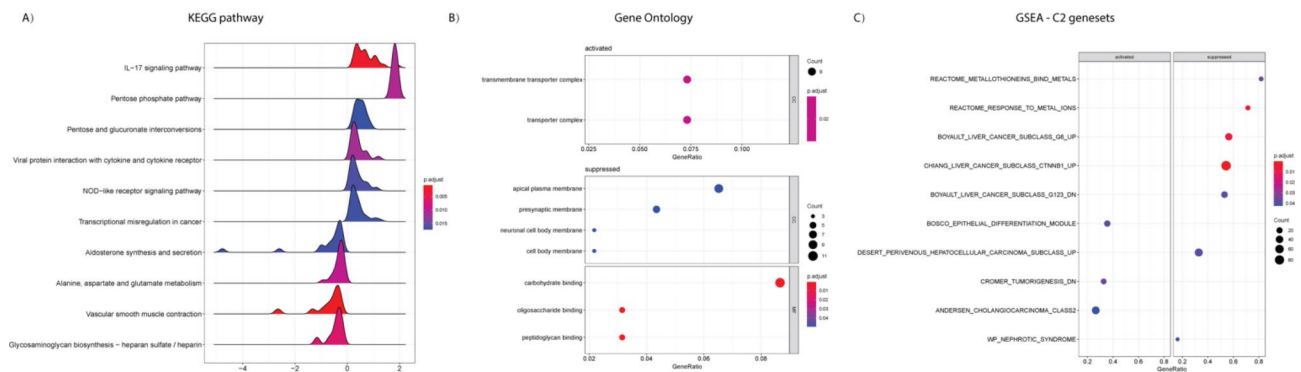 A)
KEGG pathway
IL-17 signaling pathway
Pentose phosphate pathway
Pentose and glucuronate interconversions
Viral protein interaction with cytokine and cytokine receptor
NOD-like receptor signaling pathway
Transcriptional misregulation in cancer
Aldosterone synthesis and secretion
Alanine, aspartate and glutamate metabolism
Vascular smooth muscle contraction
Glycosaminoglycan biosynthesis - heparan sulfate / heparin
−4
−2
0
2
p.adjust
0.005
0.010
0.015
B)
Gene Ontology
activated
transmembrane transporter complex
transporter complex
CC
0.025
0.050
0.075
0.100
GeneRatio
Count
9
p.adjust
0.02
suppressed
apical plasma membrane
presynaptic membrane
neuronal cell body membrane
cell body membrane
CC
carbohydrate binding
oligosaccharide binding
peptidoglycan binding
MF
0.02
0.04
0.06
0.08
GeneRatio
Count
3
5
7
9
11
p.adjust
0.01
0.02
0.03
0.04
C)
GSEA - C2 genesets
activated
suppressed
REACTOME_METALLOTHIONEINS_BIND_METALS
REACTOME_RESPONSE_TO_METAL_IONS
BOYAULT_LIVER_CANCER_SUBCLASS_G6_UP
CHIANG_LIVER_CANCER_SUBCLASS_CTNNB1_UP
BOYAULT_LIVER_CANCER_SUBCLASS_G123_DN
BOSCO_EPITHELIAL_DIFFERENTIATION_MODULE
DESERT_PERIVENOUS_HEPATOCELLULAR_CARCINOMA_SUBCLASS_UP
CROMER_TUMORIGENESIS_DN
ANDERSEN_CHOLANGIOCARCINOMA_CLASS2
WP_NEPHROTIC_SYNDROME
0.2 0.4 0.6 0.8 0.2 0.4 0.6 0.8
GeneRatio
p.adjust
0.01
0.02
0.03
0.04
Count
20
40
60
80